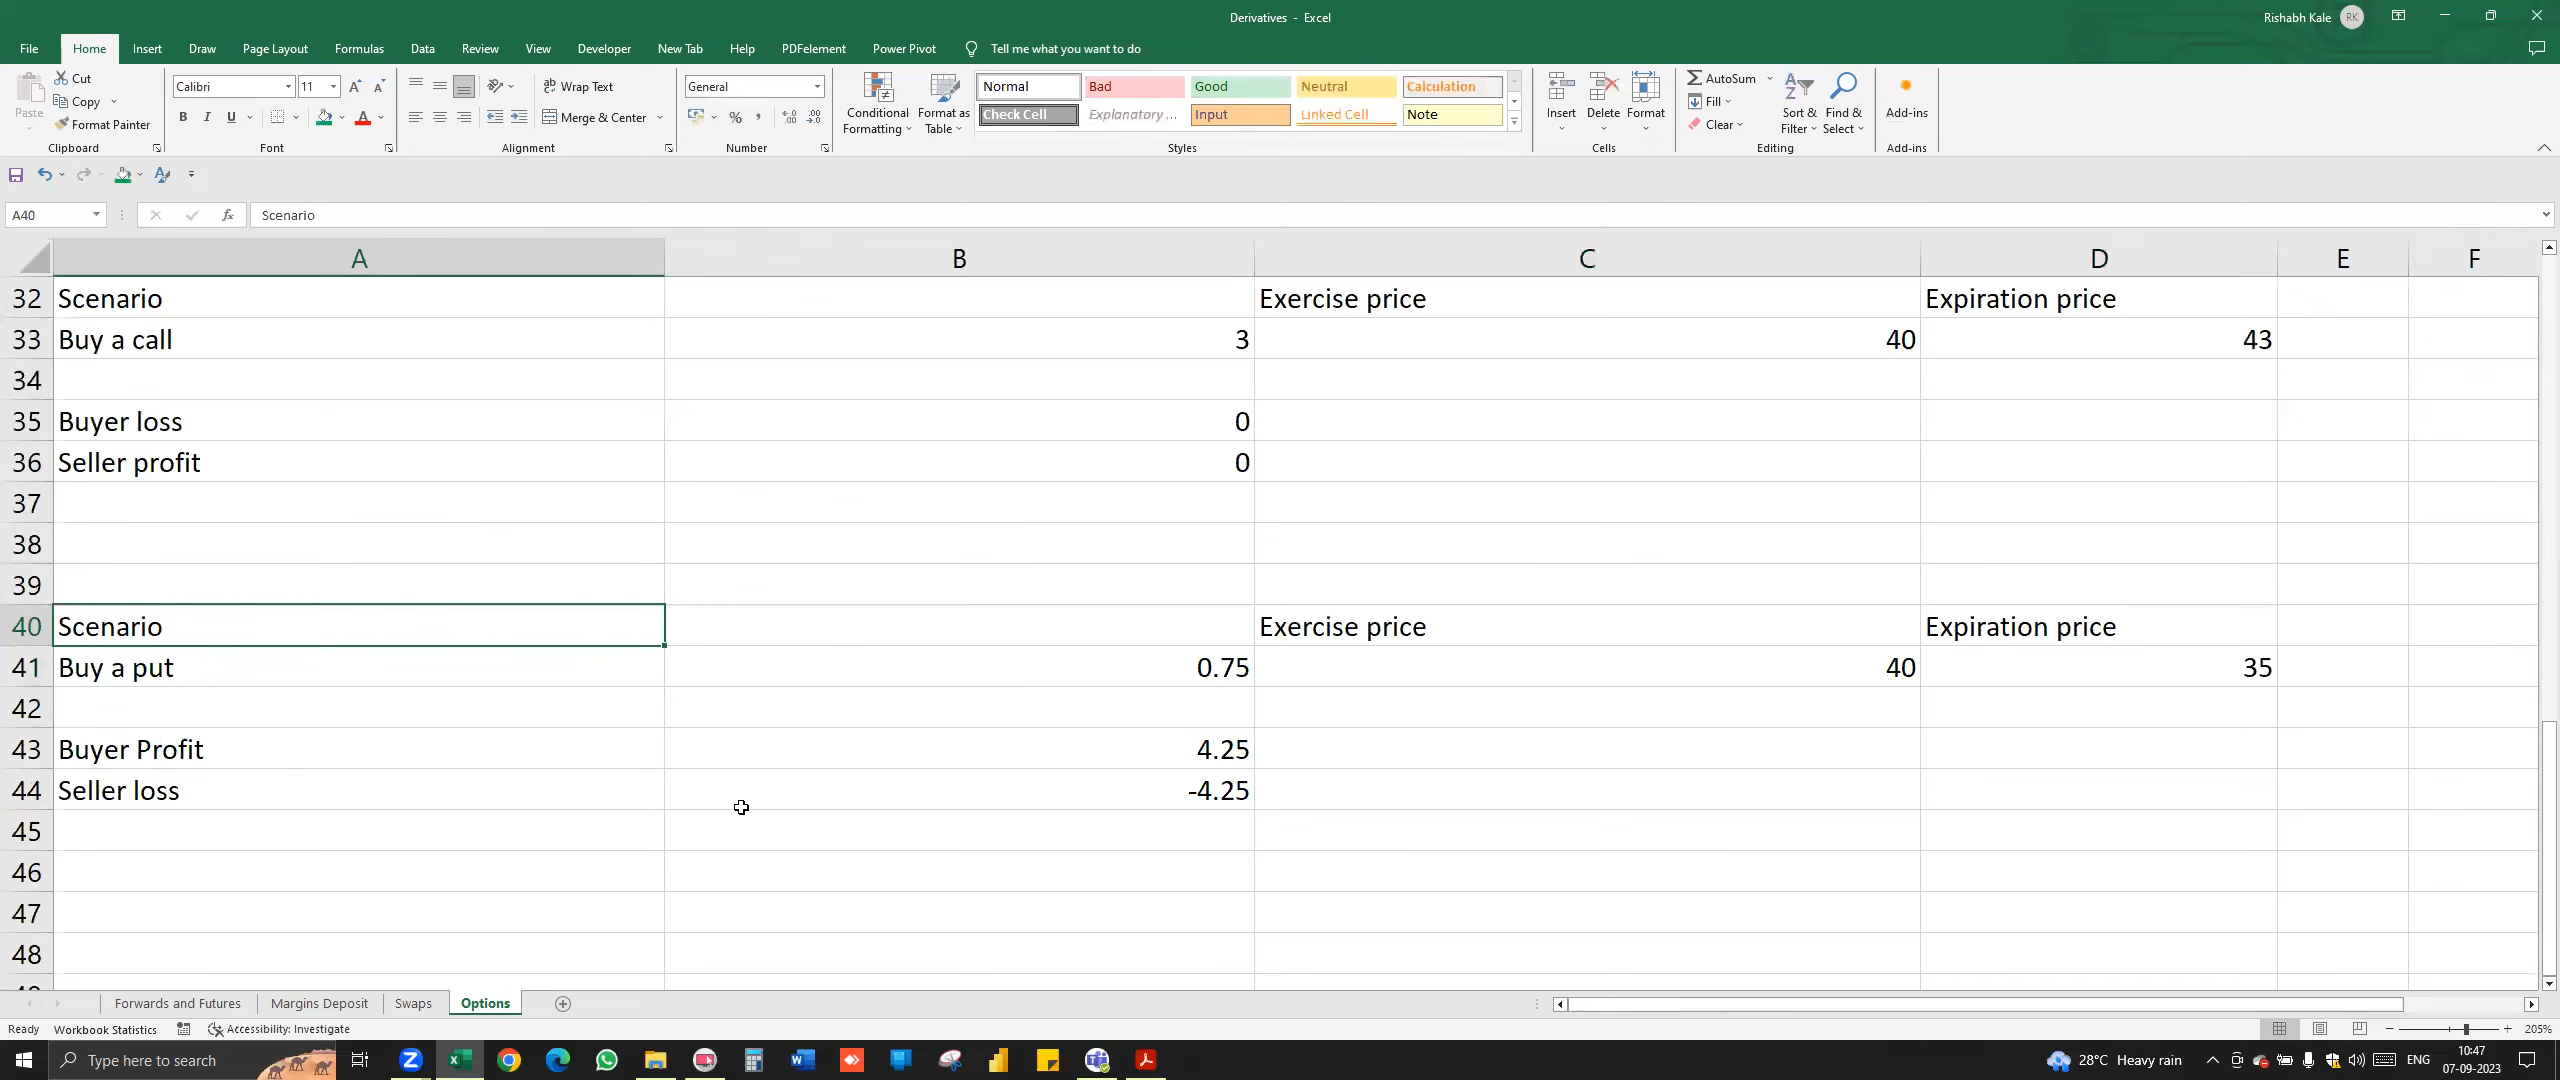 Derivatives - Excel
Rishabh Kale RK
File Home Insert Draw Page Layout Formulas Data Review View Developer New Tab Help PDFelement Power Pivot Tell me what you want to do
Paste
Cut
Copy
Format Painter
Clipboard
Calibri 11
B I U
Font
Wrap Text
Merge & Center
Alignment
General
Number
Conditional Formatting
Format as Table
Normal Bad Good Neutral Calculation
Check Cell Explanatory ... Input Linked Cell Note
Styles
Insert Delete Format
Cells
AutoSum
Fill
Clear
Sort & Filter
Find & Select
Editing
Add-ins
Add-ins
A40 fx Scenario
A B C D E F
32 Scenario Exercise price Expiration price
33 Buy a call 3 40 43
34
35 Buyer loss 0
36 Seller profit 0
37
38
39
40 Scenario Exercise price Expiration price
41 Buy a put 0.75 40 35
42
43 Buyer Profit 4.25
44 Seller loss -4.25
45
46
47
48
Forwards and Futures Margins Deposit Swaps Options
Ready Workbook Statistics Accessibility: Investigate 205%
Type here to search
28°C Heavy rain
ENG
10:47
07-09-2023